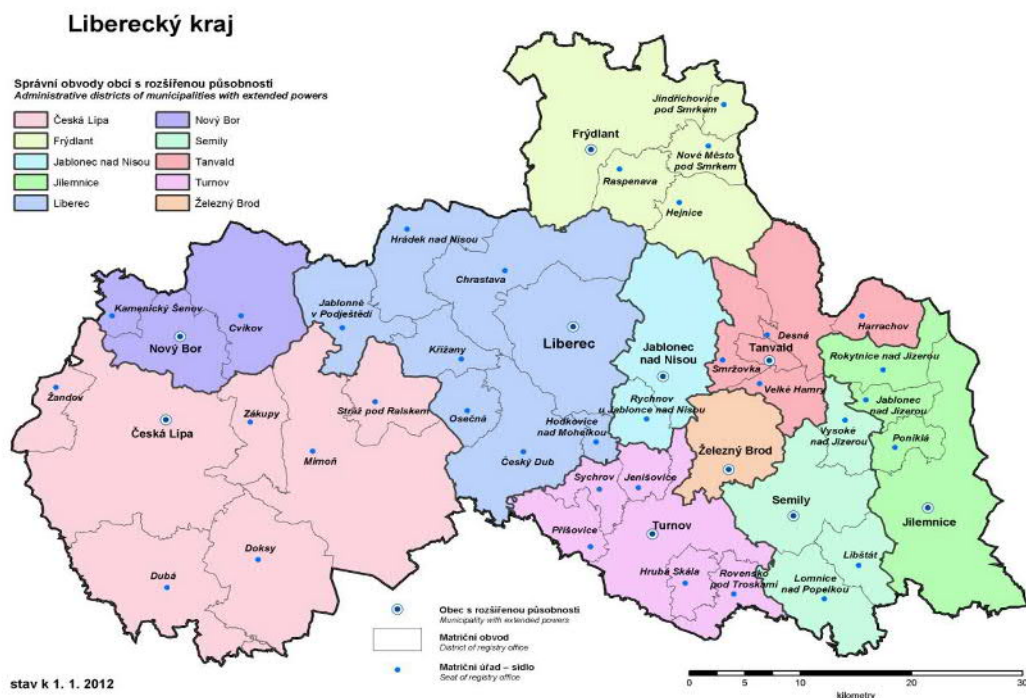 Liberecký kraj
Správní obvody obcí s rozšířenou působností
Administrative districts of municipalities with extended powers
Česká Lípa
Nový Bor
Frýdlant
Semily
Jablonec nad Nisou
Tanvald
Jilemnice
Turnov
Liberec
Železný Brod
Jindřichovice
pod Smrkem
Frýdlant
Nové Město
pod Smrkem
Raspenava
Hejnice
Hrádek nad Nisou
Chrastava
Jablonné
v Podještědí
Kamenický Šenov
Cvikov
Nový Bor
Liberec
Křižany
Jablonec
nad Nisou
Desná
Tanvald
Smržovka
Velké Hamry
Harrachov
Rokytnice nad Jizerou
Jablonec
nad Jizerou
Rychnov
u Jablonce nad Nisou
Žandov
Česká Lípa
Zákupy
Stráž pod Ralskem
Mimoň
Osečná
Hodkovice
nad Mohelkou
Český Dub
Železný Brod
Vysoké
nad Jizerou
Poniklá
Sychrov
Jenišovice
Semily
Jilemnice
Turnov
Příšovice
Libštát
Doksy
Dubá
Hrubá Skála
Rovensko
pod Troskami
Lomnice
nad Popelkou
Obec s rozšířenou působností
Municipality with extended powers
Matriční obvod
District of registry office
Matriční úřad – sídlo
Seat of registry office
stav k 1. 1. 2012
0 5 10 20 30
kilometry